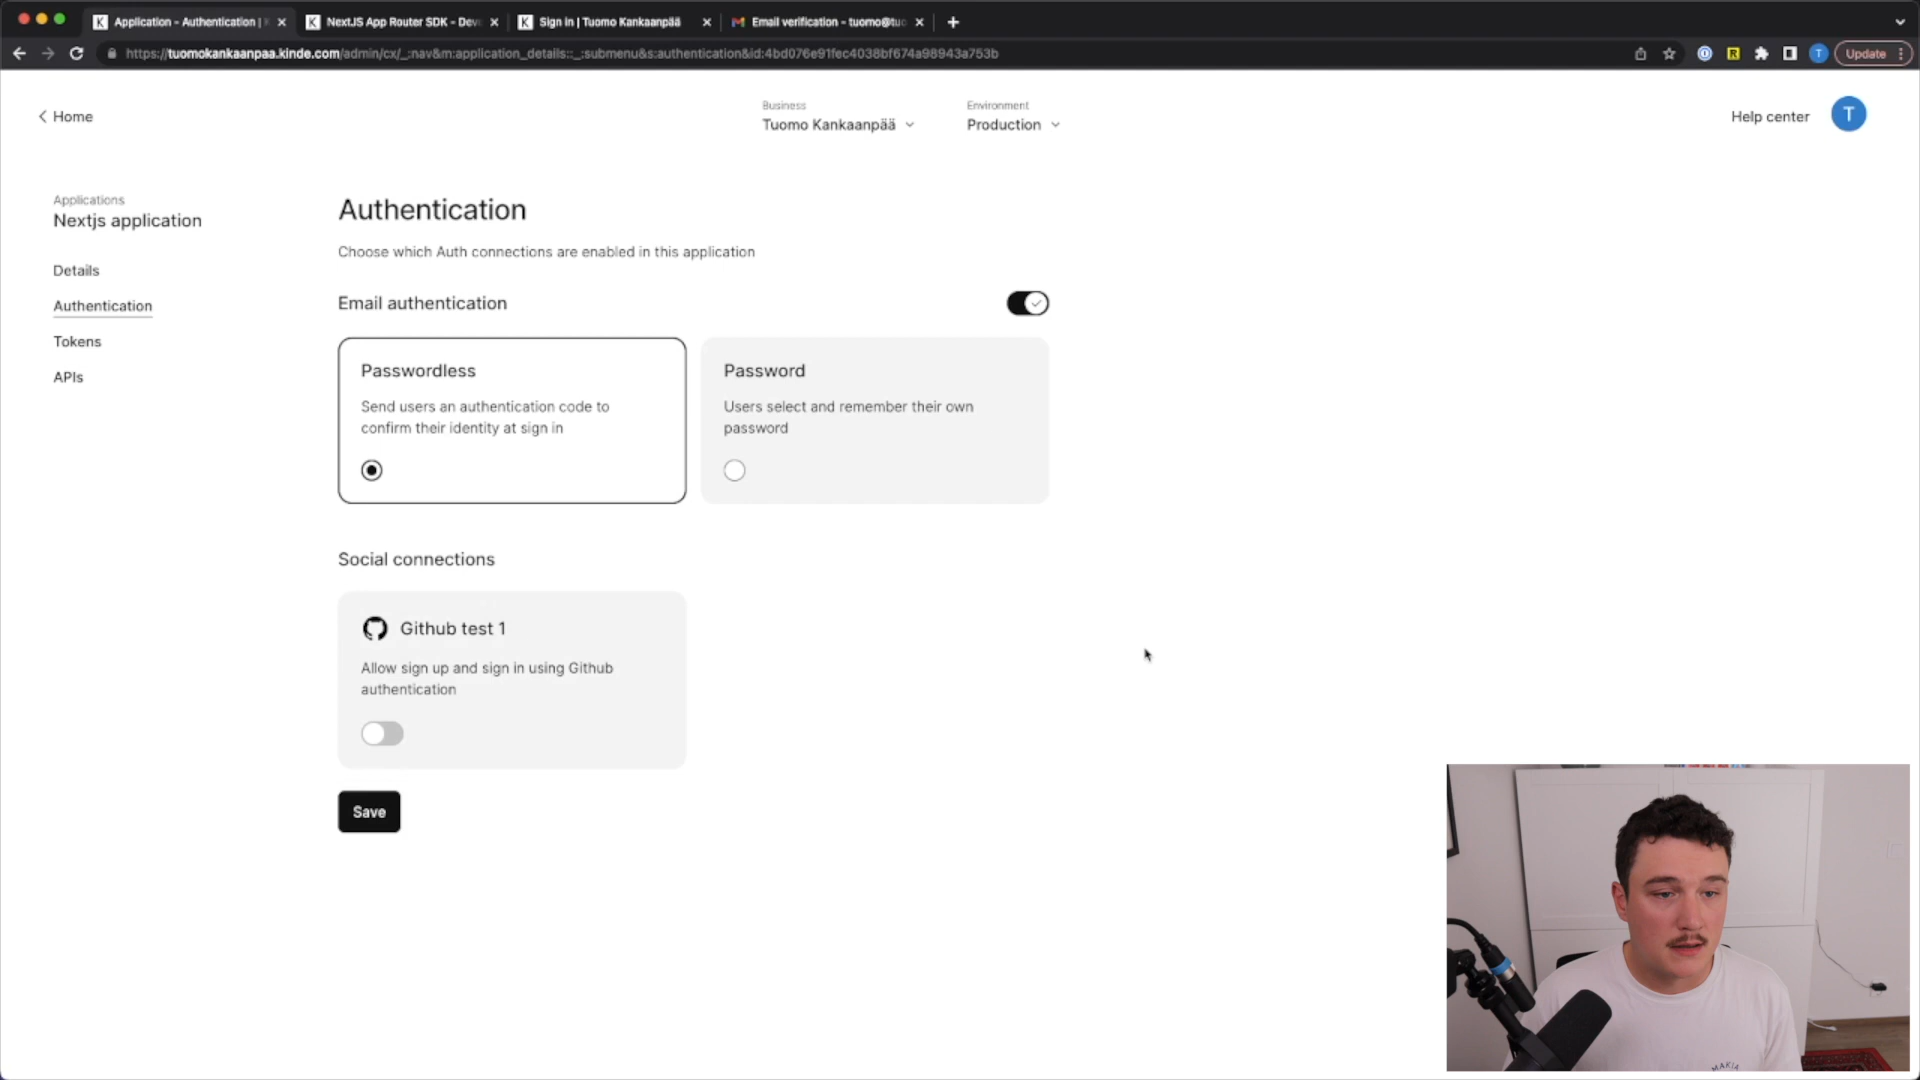 Application - Authentication |
NextJS App Router SDK - Deve
Sign in | Tuomo Kankaanpää
Email verification - tuomo@tuo
https://tuomokankaanpaa.kinde.com/admin/cx/_:nav&m:application_details::_:submenu&s:authentication&id:4bd076e91fec4038bf674a98943a753b
T
Update
Home
Business
Tuomo Kankaanpää
Environment
Production
Help center
T
Applications
Nextjs application
Details
Authentication
Tokens
APIs
Authentication
Choose which Auth connections are enabled in this application
Email authentication
Passwordless
Send users an authentication code to
confirm their identity at sign in
Password
Users select and remember their own
password
Social connections
Github test 1
Allow sign up and sign in using Github
authentication
Save
MAKIA